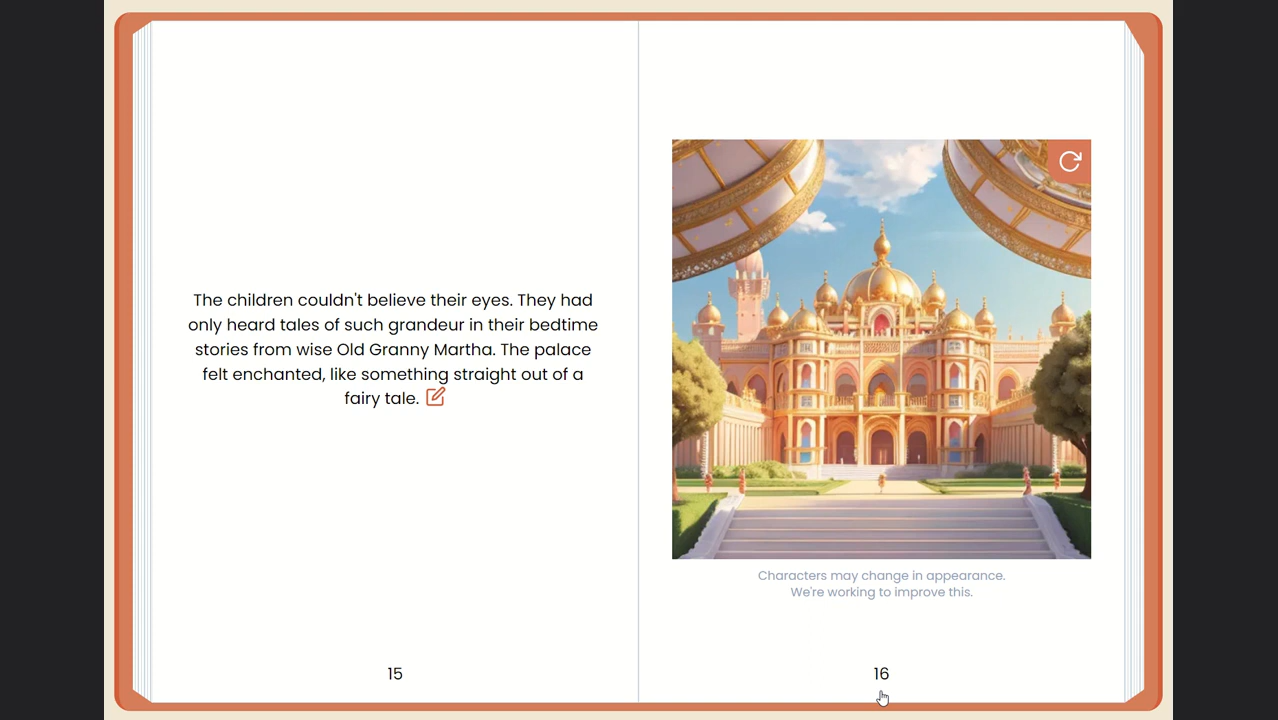 The children couldn't believe their eyes. They had
only heard tales of such grandeur in their bedtime
stories from wise Old Granny Martha. The palace
felt enchanted, like something straight out of a
fairy tale.
15
Characters may change in appearance.
We're working to improve this.
16